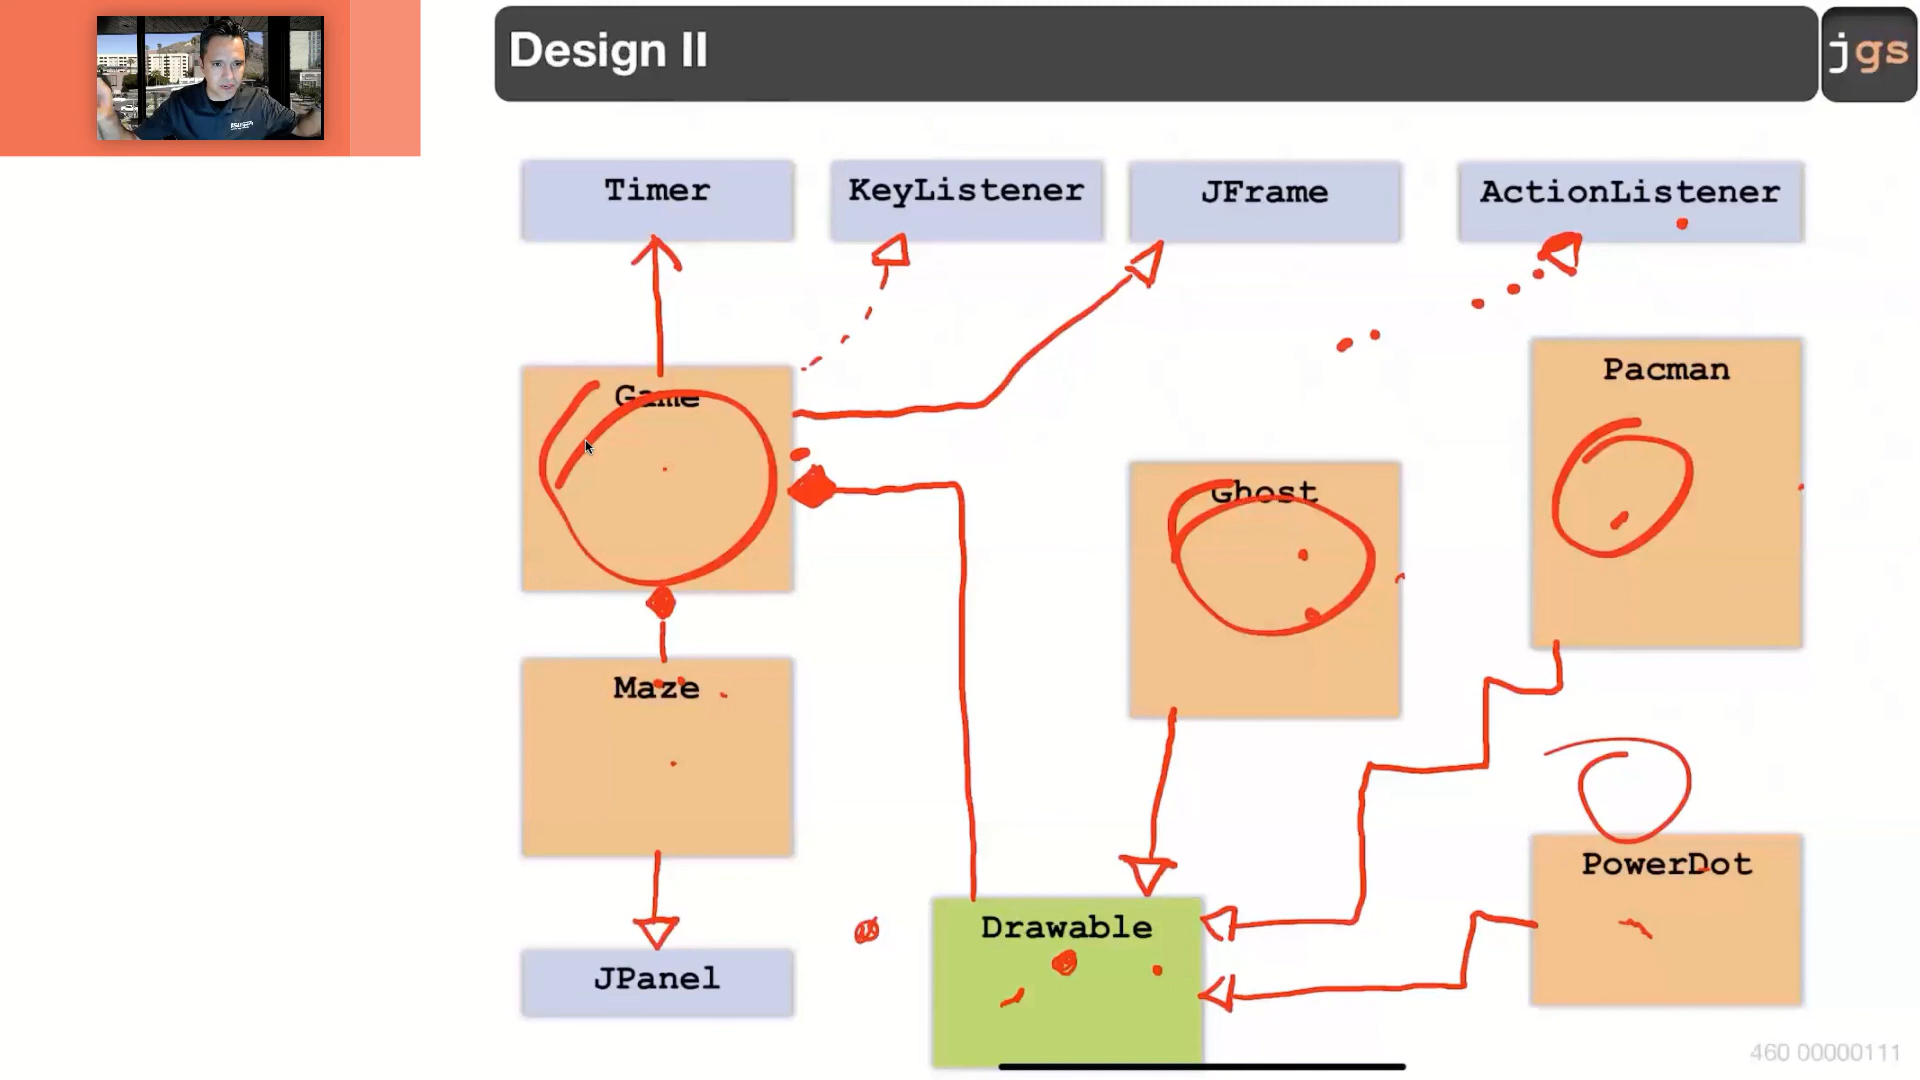 Design II
jgs
Timer
KeyListener
JFrame
ActionListener
Game
Pacman
Ghost
Maze
PowerDot
Drawable
JPanel
460 00000111